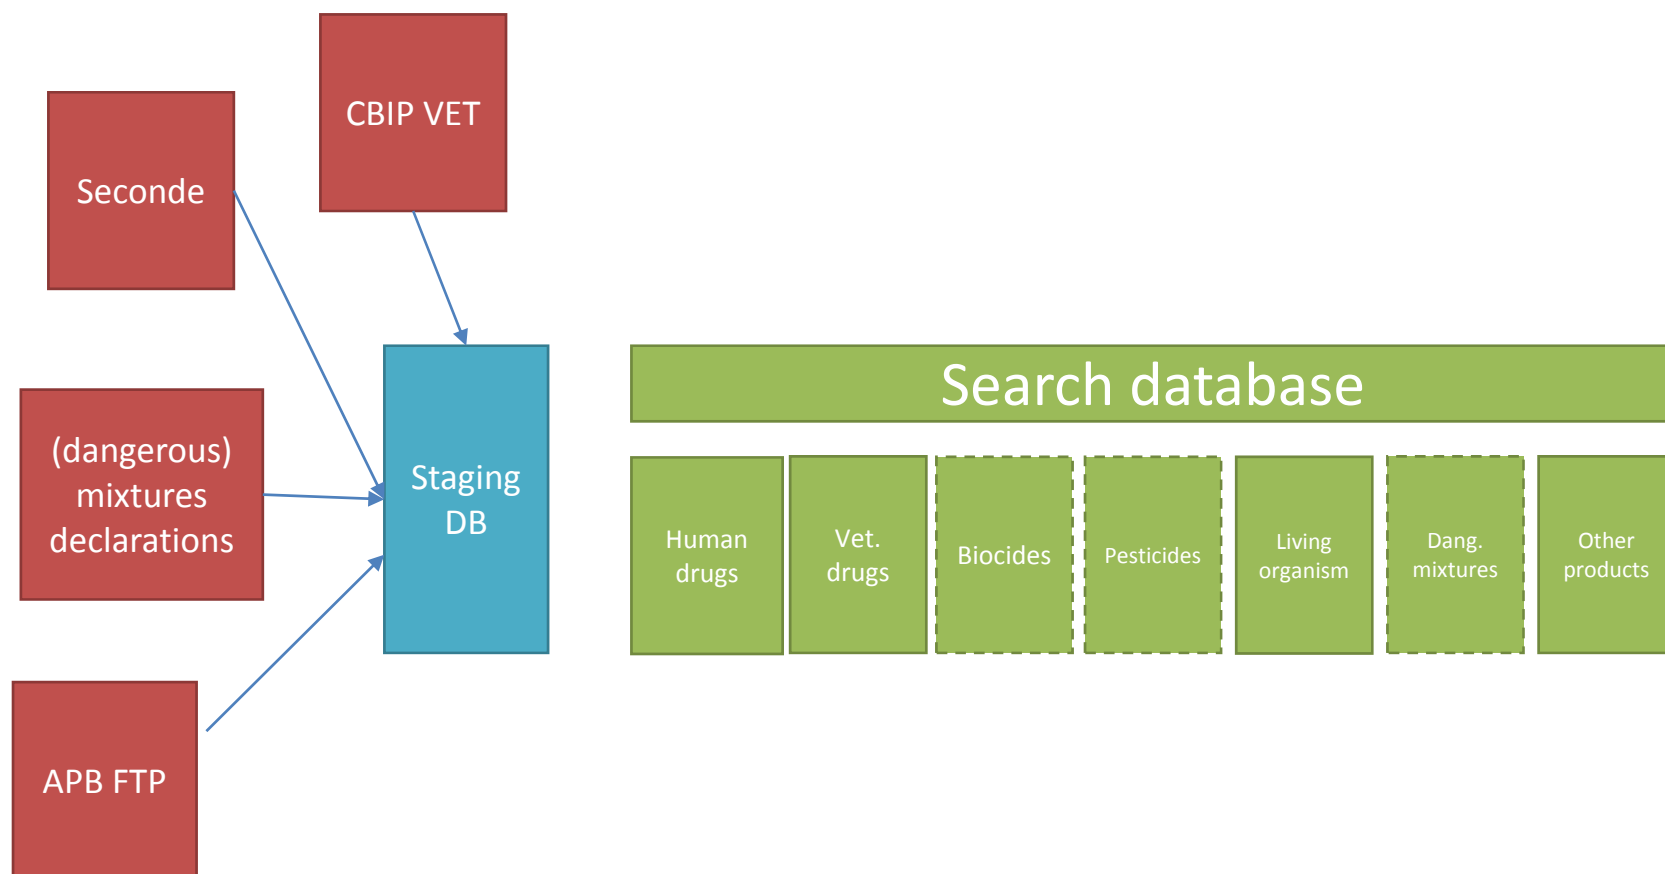 CBIP VET
Seconde
(dangerous)
mixtures
declarations
APB FTP
Staging
DB
Search database
Human
drugs
Vet.
drugs
Biocides
Pesticides
Living
organism
Dang.
mixtures
Other
products